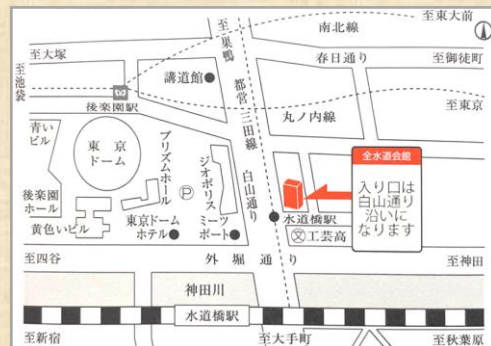 至巣鴨
南北線
至東大前
至大塚
春日通り
至御徒町
至池袋
講道館
都営三田線
後楽園駅
丸ノ内線
至東京
青いビル
東京
ドーム
プリズムホール
ジオポリス
白山通り
全水道会館
入り口は
白山通り
沿いに
なります
P
後楽園
ホール
黄色いビル
東京ドーム
ホテル
ミーツ
ポート
水道橋駅
文工芸高
至四谷
外堀通り
至神田
神田川
水道橋駅
至新宿
至大手町
至秋葉原